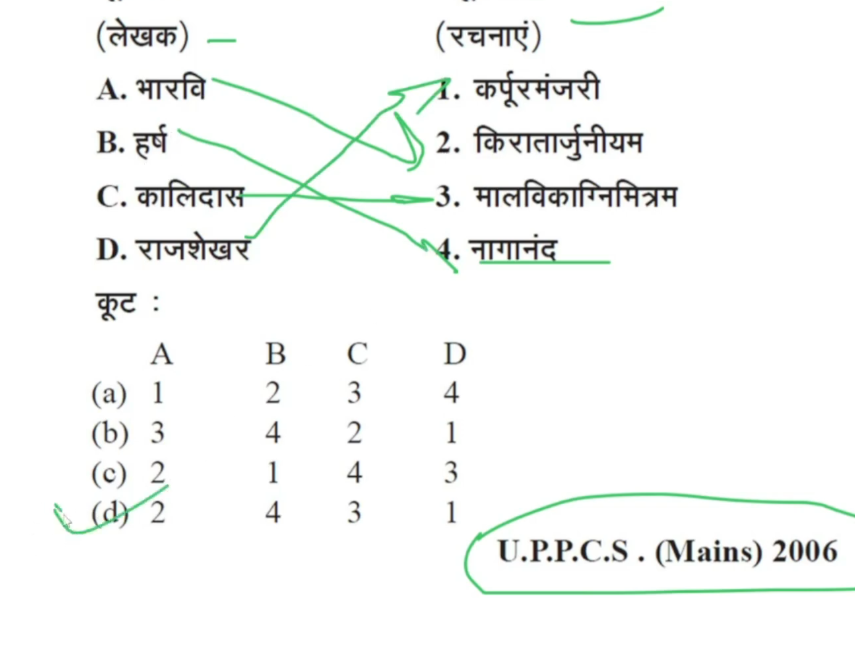 (लेखक) (रचनाएं)
A. भारवि 1. कर्पूरमंजरी
B. हर्ष 2. किरातार्जुनीयम
C. कालिदास 3. मालविकाग्निमित्रम
D. राजशेखर 4. नागानंद
कूट :
A B C D
(a) 1 2 3 4
(b) 3 4 2 1
(c) 2 1 4 3
(d) 2 4 3 1
U.P.P.C.S . (Mains) 2006